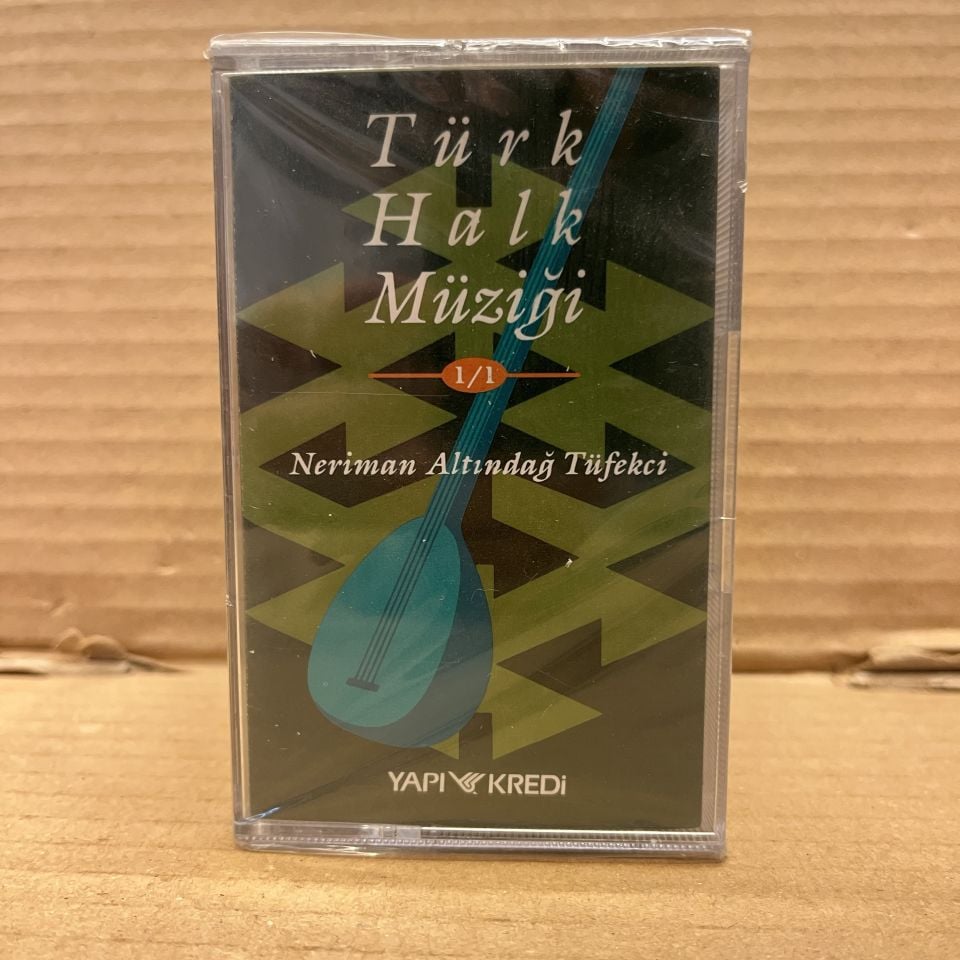 Türk
Halk
Müziği
1/1
Neriman Altındağ Tüfekci
YAPI KREDi